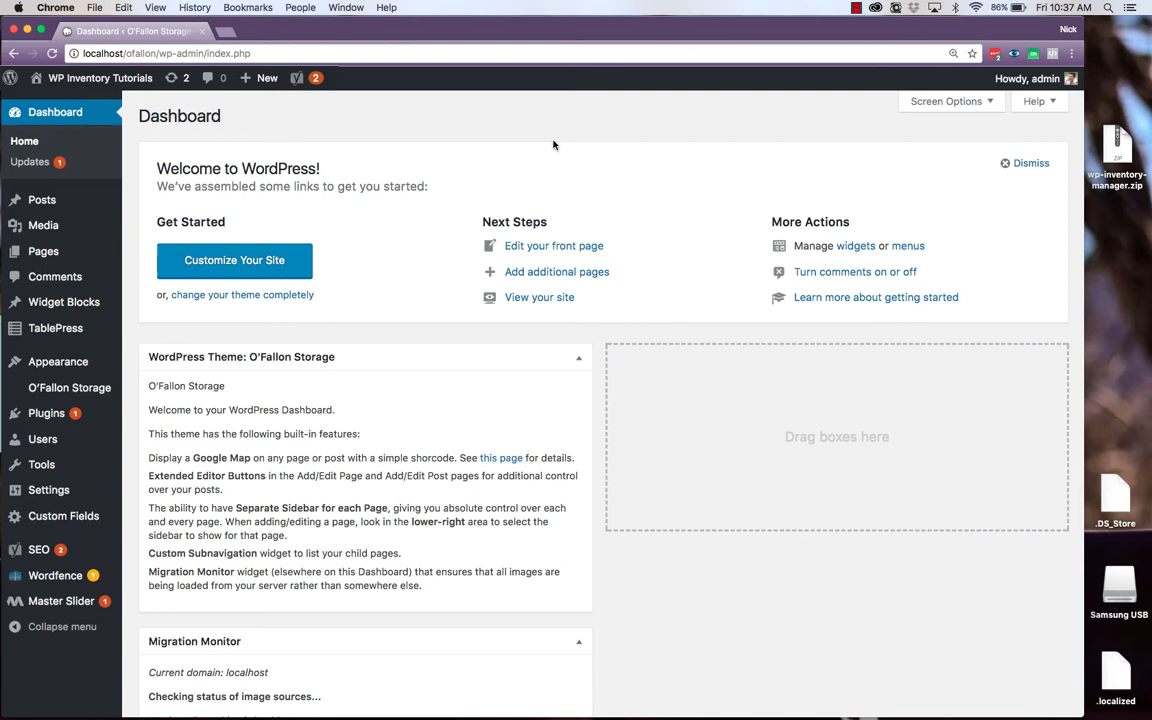 Chrome File Edit View History Bookmarks People Window Help 86% Fri 10:37 AM
Dashboard ‹ O'Fallon Storage Nick
localhost/ofallon/wp-admin/index.php
WP Inventory Tutorials 2 0 New 2 Howdy, admin
Dashboard
Home
Updates 1
Posts
Media
Pages
Comments
Widget Blocks
TablePress
Appearance
O'Fallon Storage
Plugins 1
Users
Tools
Settings
Custom Fields
SEO 2
Wordfence 1
Master Slider 1
Collapse menu
Dashboard
Screen Options Help
Welcome to WordPress!
Dismiss
We've assembled some links to get you started:
Get Started
Customize Your Site
or, change your theme completely
Next Steps
Edit your front page
Add additional pages
View your site
More Actions
Manage widgets or menus
Turn comments on or off
Learn more about getting started
WordPress Theme: O'Fallon Storage
O'Fallon Storage
Welcome to your WordPress Dashboard.
This theme has the following built-in features:
Display a Google Map on any page or post with a simple shorcode. See this page for details.
Extended Editor Buttons in the Add/Edit Page and Add/Edit Post pages for additional control
over your posts.
The ability to have Separate Sidebar for each Page, giving you absolute control over each
and every page. When adding/editing a page, look in the lower-right area to select the
sidebar to show for that page.
Custom Subnavigation widget to list your child pages.
Migration Monitor widget (elsewhere on this Dashboard) that ensures that all images are
being loaded from your server rather than somewhere else.
Drag boxes here
Migration Monitor
Current domain: localhost
Checking status of image sources...
ZIP
wp-inventory-
manager.zip
.DS_Store
Samsung USB
.localized